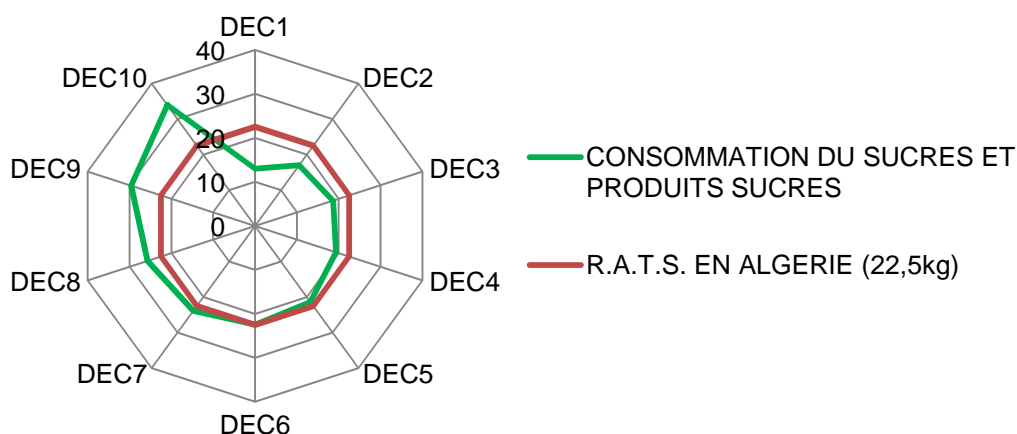 DEC1
DEC2
DEC3
DEC4
DEC5
DEC6
DEC7
DEC8
DEC9
DEC10
40
30
20
10
0
CONSOMMATION DU SUCRES ET
PRODUITS SUCRES
R.A.T.S. EN ALGERIE (22,5kg)